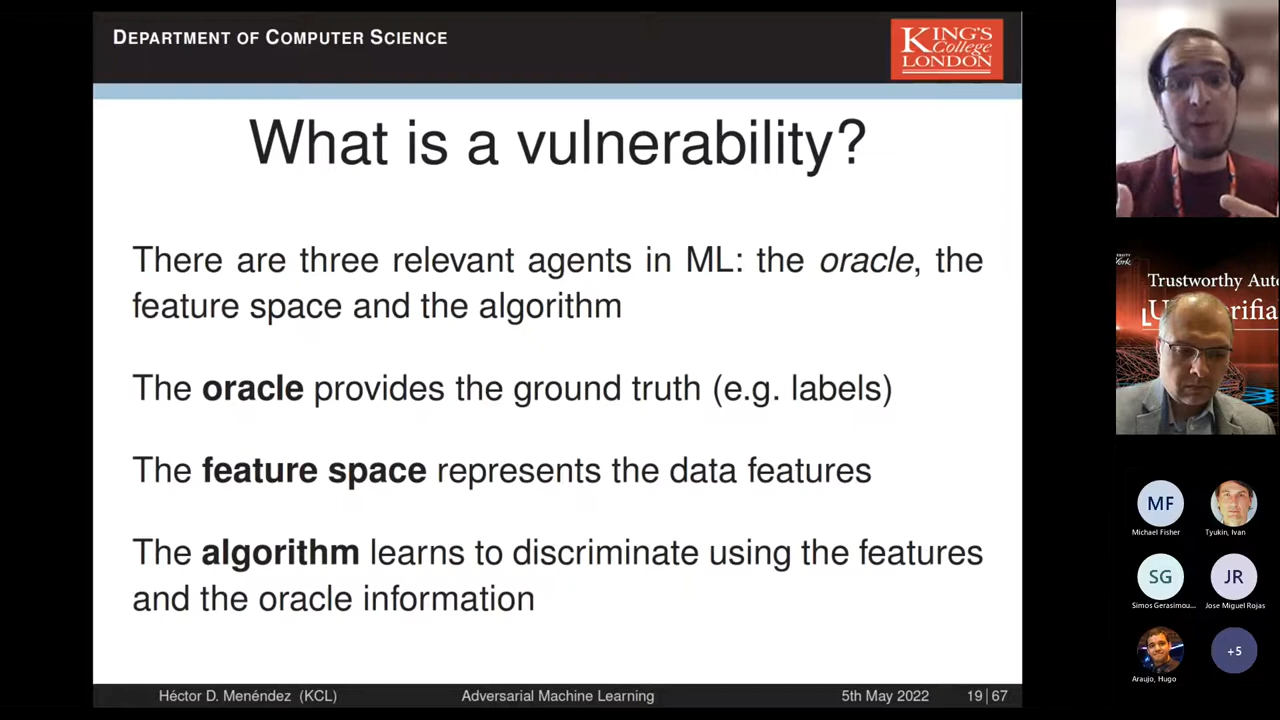 DEPARTMENT OF COMPUTER SCIENCE
KING'S
College
LONDON
What is a vulnerability?
There are three relevant agents in ML: the oracle, the
feature space and the algorithm
The oracle provides the ground truth (e.g. labels)
The feature space represents the data features
The algorithm learns to discriminate using the features
and the oracle information
Héctor D. Menéndez (KCL)
Adversarial Machine Learning
5th May 2022
19|67
Trustworthy Auto
MF
Michael Fisher
Tyukin, Ivan
SG
Simos Gerasimou...
JR
Jose Miguel Rojas
Araujo, Hugo
+5